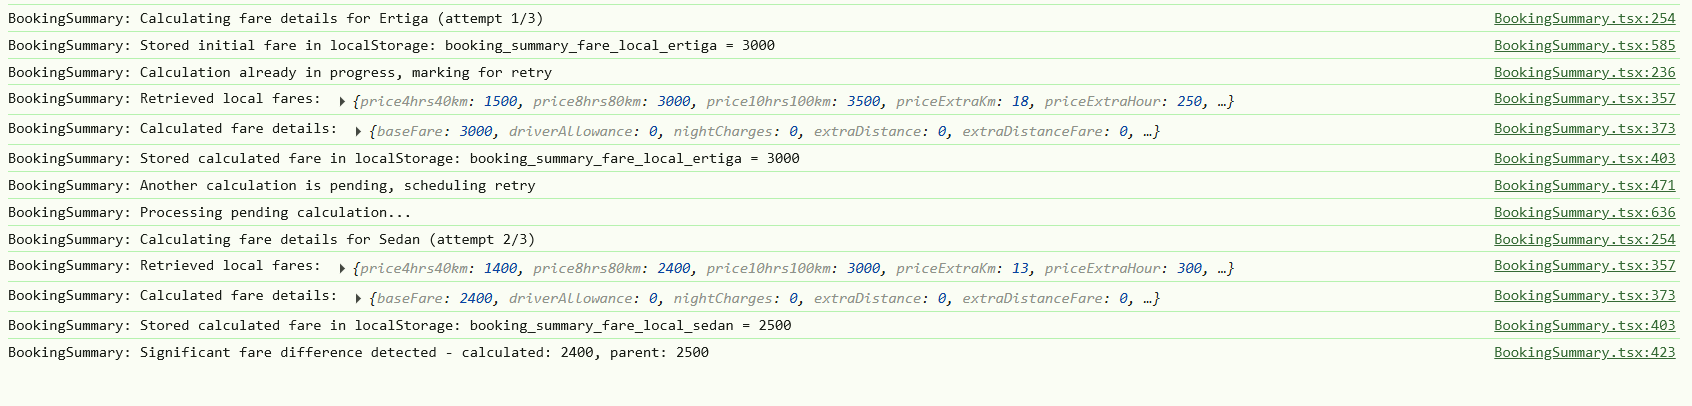 BookingSummary: Calculating fare details for Ertiga (attempt 1/3) BookingSummary.tsx:254
BookingSummary: Stored initial fare in localStorage: booking_summary_fare_local_ertiga = 3000 BookingSummary.tsx:585
BookingSummary: Calculation already in progress, marking for retry BookingSummary.tsx:236
BookingSummary: Retrieved local fares: ▶ {price4hrs40km: 1500, price8hrs80km: 3000, price10hrs100km: 3500, priceExtraKm: 18, priceExtraHour: 250, …} BookingSummary.tsx:357
BookingSummary: Calculated fare details: ▶ {baseFare: 3000, driverAllowance: 0, nightCharges: 0, extraDistance: 0, extraDistanceFare: 0, …} BookingSummary.tsx:373
BookingSummary: Stored calculated fare in localStorage: booking_summary_fare_local_ertiga = 3000 BookingSummary.tsx:403
BookingSummary: Another calculation is pending, scheduling retry BookingSummary.tsx:471
BookingSummary: Processing pending calculation... BookingSummary.tsx:636
BookingSummary: Calculating fare details for Sedan (attempt 2/3) BookingSummary.tsx:254
BookingSummary: Retrieved local fares: ▶ {price4hrs40km: 1400, price8hrs80km: 2400, price10hrs100km: 3000, priceExtraKm: 13, priceExtraHour: 300, …} BookingSummary.tsx:357
BookingSummary: Calculated fare details: ▶ {baseFare: 2400, driverAllowance: 0, nightCharges: 0, extraDistance: 0, extraDistanceFare: 0, …} BookingSummary.tsx:373
BookingSummary: Stored calculated fare in localStorage: booking_summary_fare_local_sedan = 2500 BookingSummary.tsx:403
BookingSummary: Significant fare difference detected - calculated: 2400, parent: 2500 BookingSummary.tsx:423